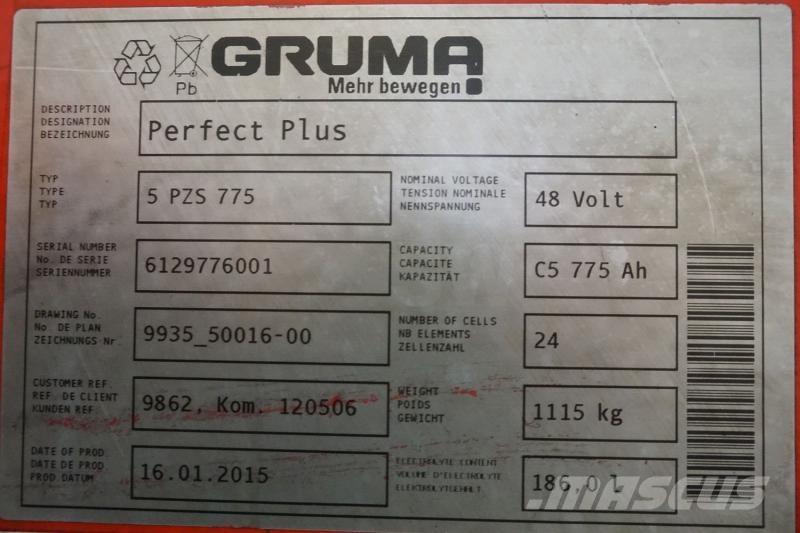 GRUMA
Pb
Mehr bewegen!
DESCRIPTION
DESIGNATION
BEZEICHNUNG
Perfect Plus
TYP
TYPE
TYP
5 PZS 775
NOMINAL VOLTAGE
TENSION NOMINALE
NENNSPANNUNG
48 Volt
SERIAL NUMBER
No. DE SERIE
SERIENNUMMER
6129776001
CAPACITY
CAPACITE
KAPAZITÄT
C5 775 Ah
DRAWING No.
No. DE PLAN
ZEICHNUNGS Nr.
9935_50016-00
NUMBER OF CELLS
NB ELEMENTS
ZELLENZAHL
24
CUSTOMER REF.
REF. DE CLIENT
KUNDEN REF.
9862, Kom. 120506
WEIGHT
POIDS
GEWICHT
1115 kg
DATE OF PROD.
DATE DE PROD.
PROD.DATUM
16.01.2015
ELECTROLYTE CONTENT
VOLUME D'ELECTROLYTE
ELEKTROLYTGEHALT
186,0 l
MASCUS